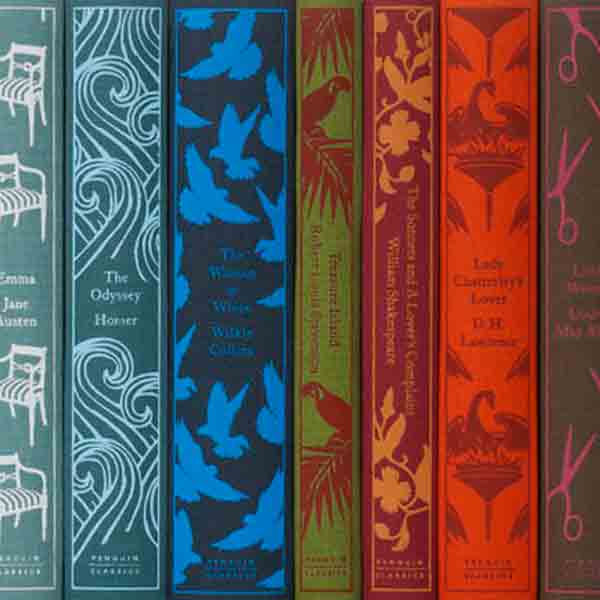 Emma
Jane
Austen
The
Odyssey
Homer
PENGUIN
CLASSICS
The
Woman
in
White
Wilkie
Collins
PENGUIN
CLASSICS
Treasure Island
Robert Louis Stevenson
PENGUIN
CLASSICS
The Sonnets and A Lover's Complaint
William Shakespeare
PENGUIN
CLASSICS
Lady
Chatterley's
Lover
D. H.
Lawrence
PENGUIN
CLASSICS